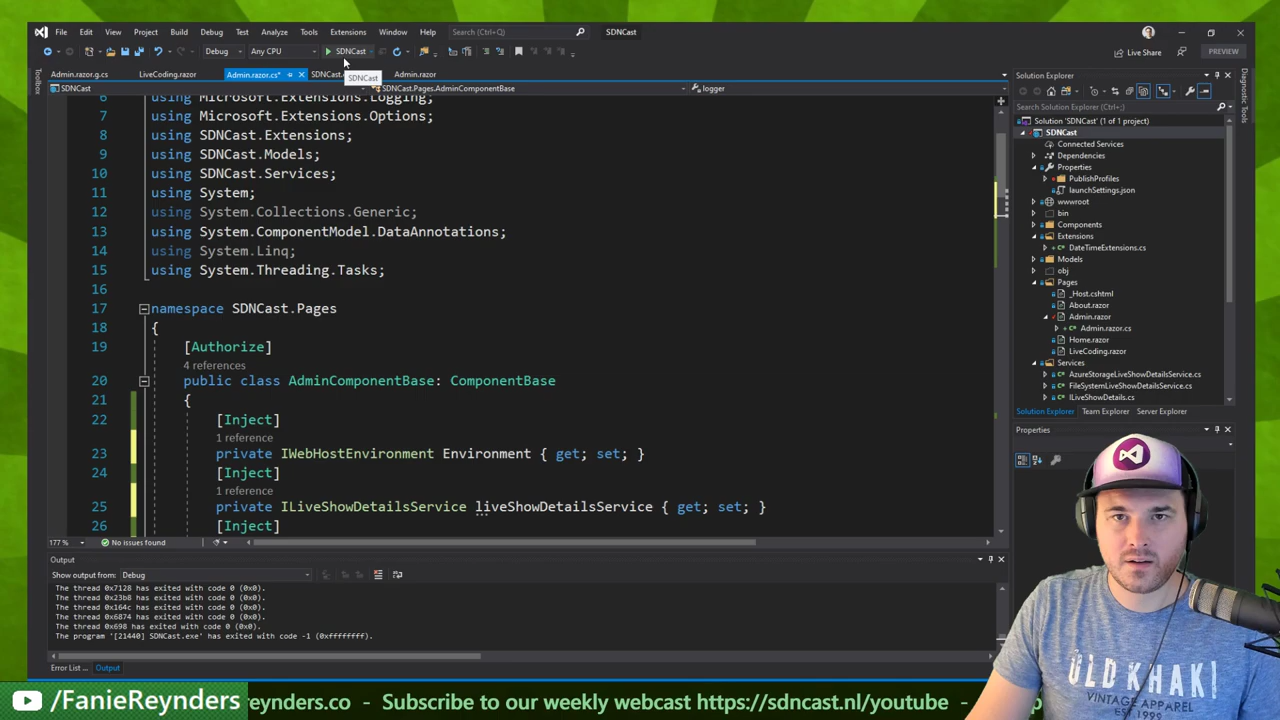 File Edit View Project Build Debug Test Analyze Tools Extensions Window Help Search (Ctrl+Q) SDNCast
Debug Any CPU SDNCast Live Share PREVIEW
Admin.razor.g.cs LiveCoding.razor Admin.razor.cs* SDNCast. Admin.razor
SDNCast
SDNCast SDNCast.Pages.AdminComponentBase logger
Toolbox
6 using Microsoft.Extensions.Logging;
7 using Microsoft.Extensions.Options;
8 using SDNCast.Extensions;
9 using SDNCast.Models;
10 using SDNCast.Services;
11 using System;
12 using System.Collections.Generic;
13 using System.ComponentModel.DataAnnotations;
14 using System.Linq;
15 using System.Threading.Tasks;
16
17 namespace SDNCast.Pages
18 {
19 [Authorize]
4 references
20 public class AdminComponentBase: ComponentBase
21 {
22 [Inject]
1 reference
23 private IWebHostEnvironment Environment { get; set; }
24 [Inject]
1 reference
25 private ILiveShowDetailsService liveShowDetailsService { get; set; }
26 [Inject]
177 % No issues found
Output
Show output from: Debug
The thread 0x7128 has exited with code 0 (0x0).
The thread 0x23b8 has exited with code 0 (0x0).
The thread 0x164c has exited with code 0 (0x0).
The thread 0x6874 has exited with code 0 (0x0).
The thread 0x698 has exited with code 0 (0x0).
The program '[21440] SDNCast.exe' has exited with code -1 (0xffffffff).
Error List ... Output
Solution Explorer
Search Solution Explorer (Ctrl+;)
Solution 'SDNCast' (1 of 1 project)
SDNCast
Connected Services
Dependencies
Properties
PublishProfiles
launchSettings.json
wwwroot
bin
Components
Extensions
DateTimeExtensions.cs
Models
obj
Pages
_Host.cshtml
About.razor
Admin.razor
Admin.razor.cs
Home.razor
LiveCoding.razor
Services
AzureStorageLiveShowDetailsService.cs
FileSystemLiveShowDetailsService.cs
ILiveShowDetails.cs
Solution Explorer Team Explorer Server Explorer
Properties
Diagnostic Tools
OLD KHAKI
VINTAGE APPAREL
EST.1993
/FanieReynders
reynders.co - Subscribe to our weekly webcast https://sdncast.nl/youtube -